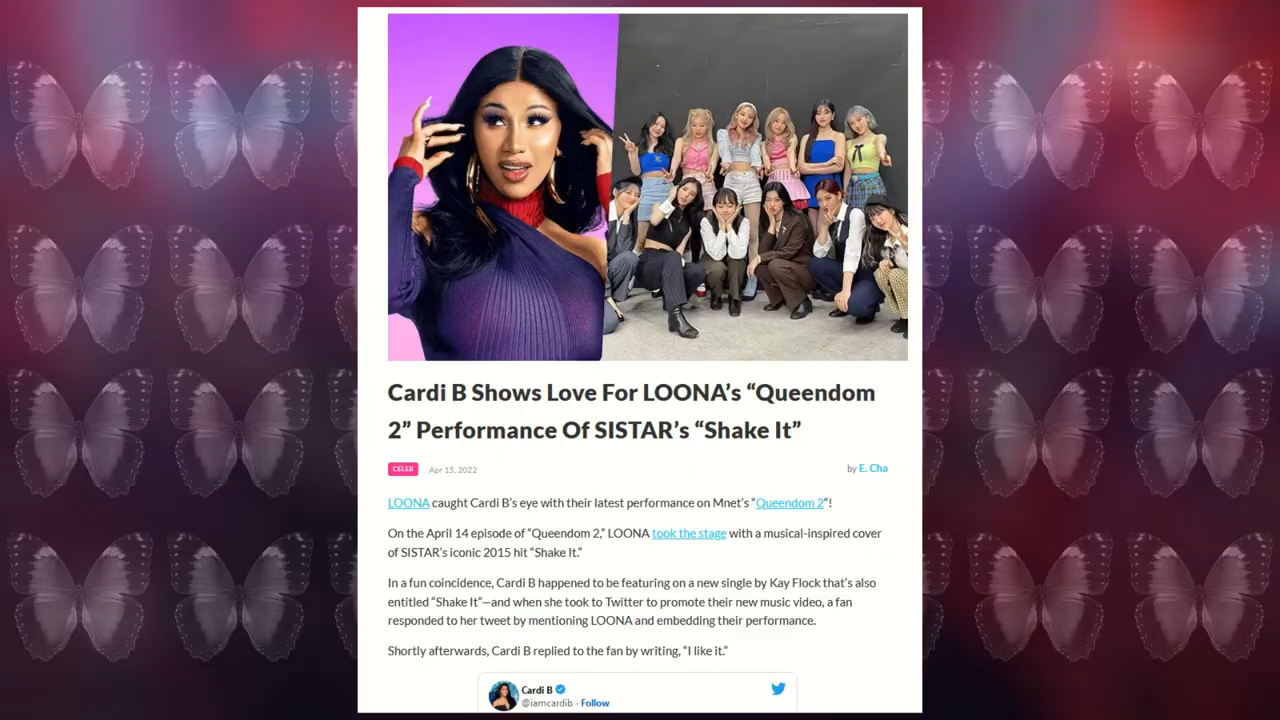 Cardi B Shows Love For LOONA’s “Queendom
2” Performance Of SISTAR’s “Shake It”
CELEB Apr 15, 2022 by E. Cha
LOONA caught Cardi B’s eye with their latest performance on Mnet’s “Queendom 2“!
On the April 14 episode of “Queendom 2,” LOONA took the stage with a musical-inspired cover
of SISTAR’s iconic 2015 hit “Shake It.”
In a fun coincidence, Cardi B happened to be featuring on a new single by Kay Flock that’s also
entitled “Shake It”—and when she took to Twitter to promote their new music video, a fan
responded to her tweet by mentioning LOONA and embedding their performance.
Shortly afterwards, Cardi B replied to the fan by writing, “I like it.”
Cardi B
@iamcardib · Follow